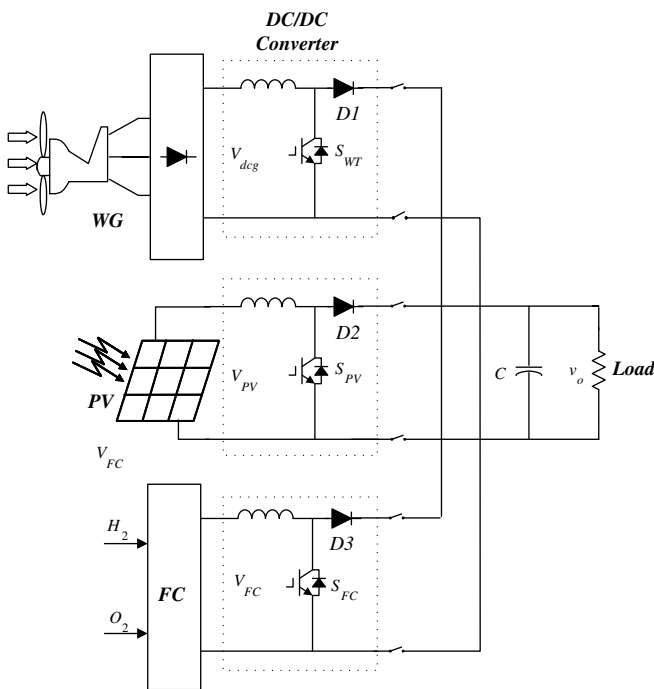 DC/DC
Converter
D1
V_dcg
S_WT
WG
D2
V_PV
S_PV
PV
C
v_o
Load
V_FC
H_2
D3
V_FC
S_FC
FC
O_2